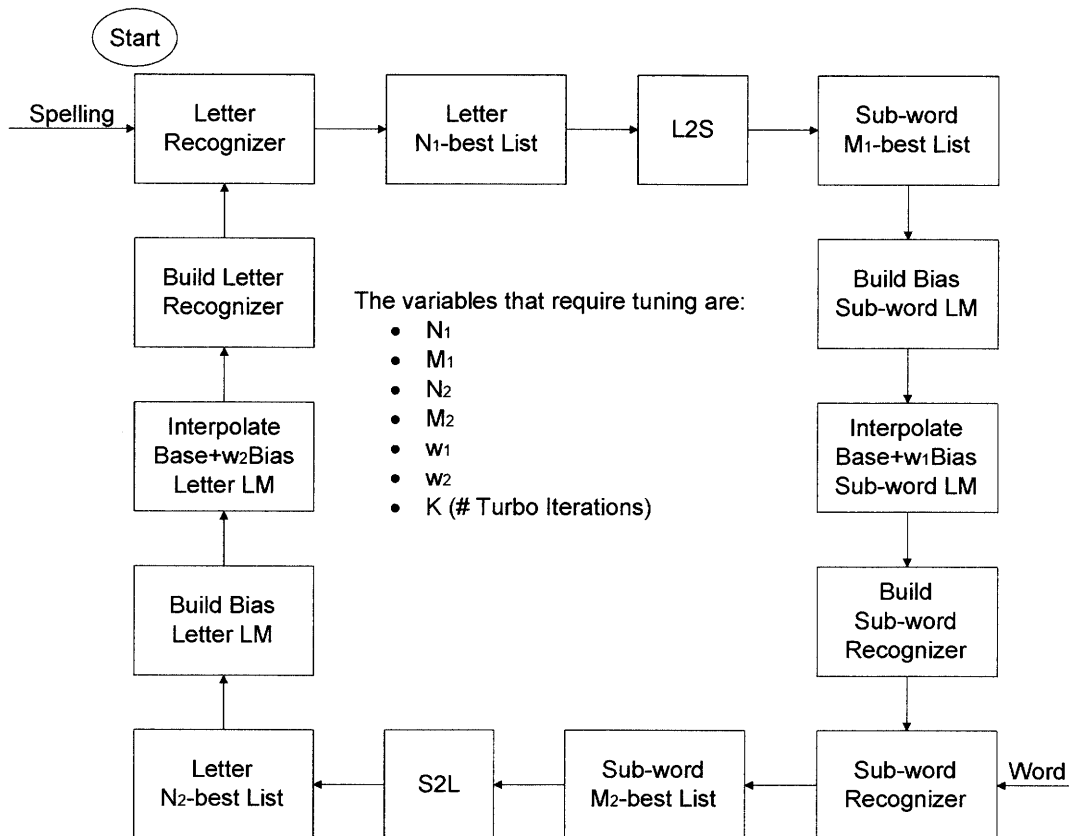 Start
Spelling
Letter
Recognizer
Letter
N₁-best List
L2S
Sub-word
M₁-best List
Build Letter
Recognizer
Build Bias
Sub-word LM
The variables that require tuning are:
• N₁
• M₁
• N₂
• M₂
• w₁
• w₂
• K (# Turbo Iterations)
Interpolate
Base+w₂Bias
Letter LM
Interpolate
Base+w₁Bias
Sub-word LM
Build Bias
Letter LM
Build
Sub-word
Recognizer
Letter
N₂-best List
S2L
Sub-word
M₂-best List
Sub-word
Recognizer
Word